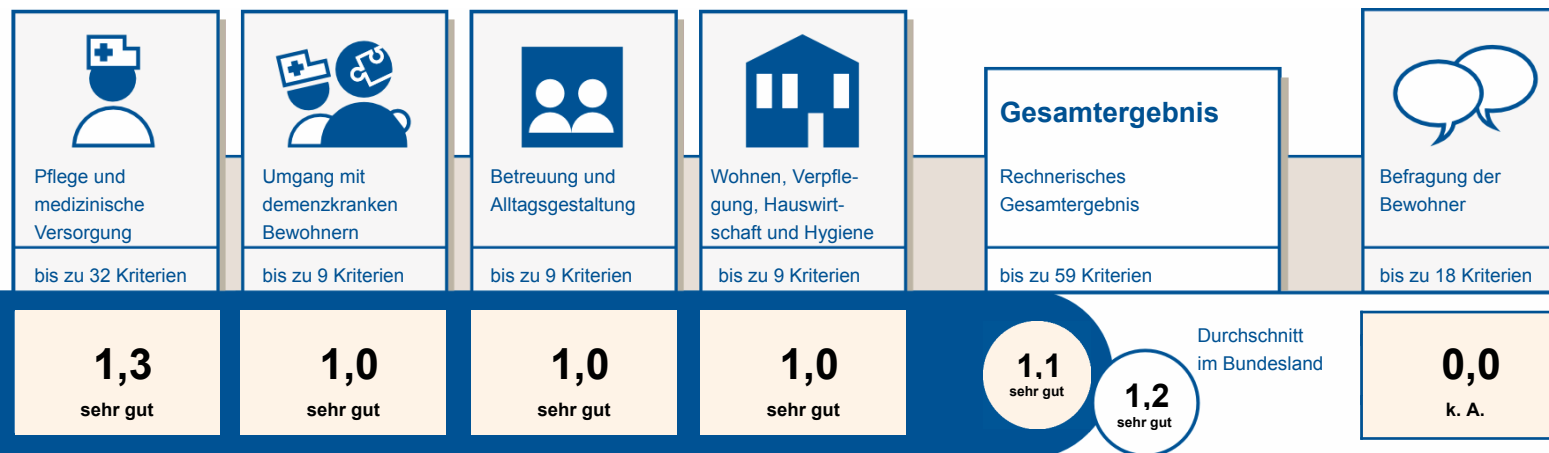 Pflege und
medizinische
Versorgung
bis zu 32 Kriterien
1,3
sehr gut
Umgang mit
demenzkranken
Bewohnern
bis zu 9 Kriterien
1,0
sehr gut
Betreuung und
Alltagsgestaltung
bis zu 9 Kriterien
1,0
sehr gut
Wohnen, Verpfle-
gung, Hauswirt-
schaft und Hygiene
bis zu 9 Kriterien
1,0
sehr gut
Gesamtergebnis
Rechnerisches
Gesamtergebnis
bis zu 59 Kriterien
1,1
sehr gut
1,2
sehr gut
Durchschnitt
im Bundesland
Befragung der
Bewohner
bis zu 18 Kriterien
0,0
k. A.